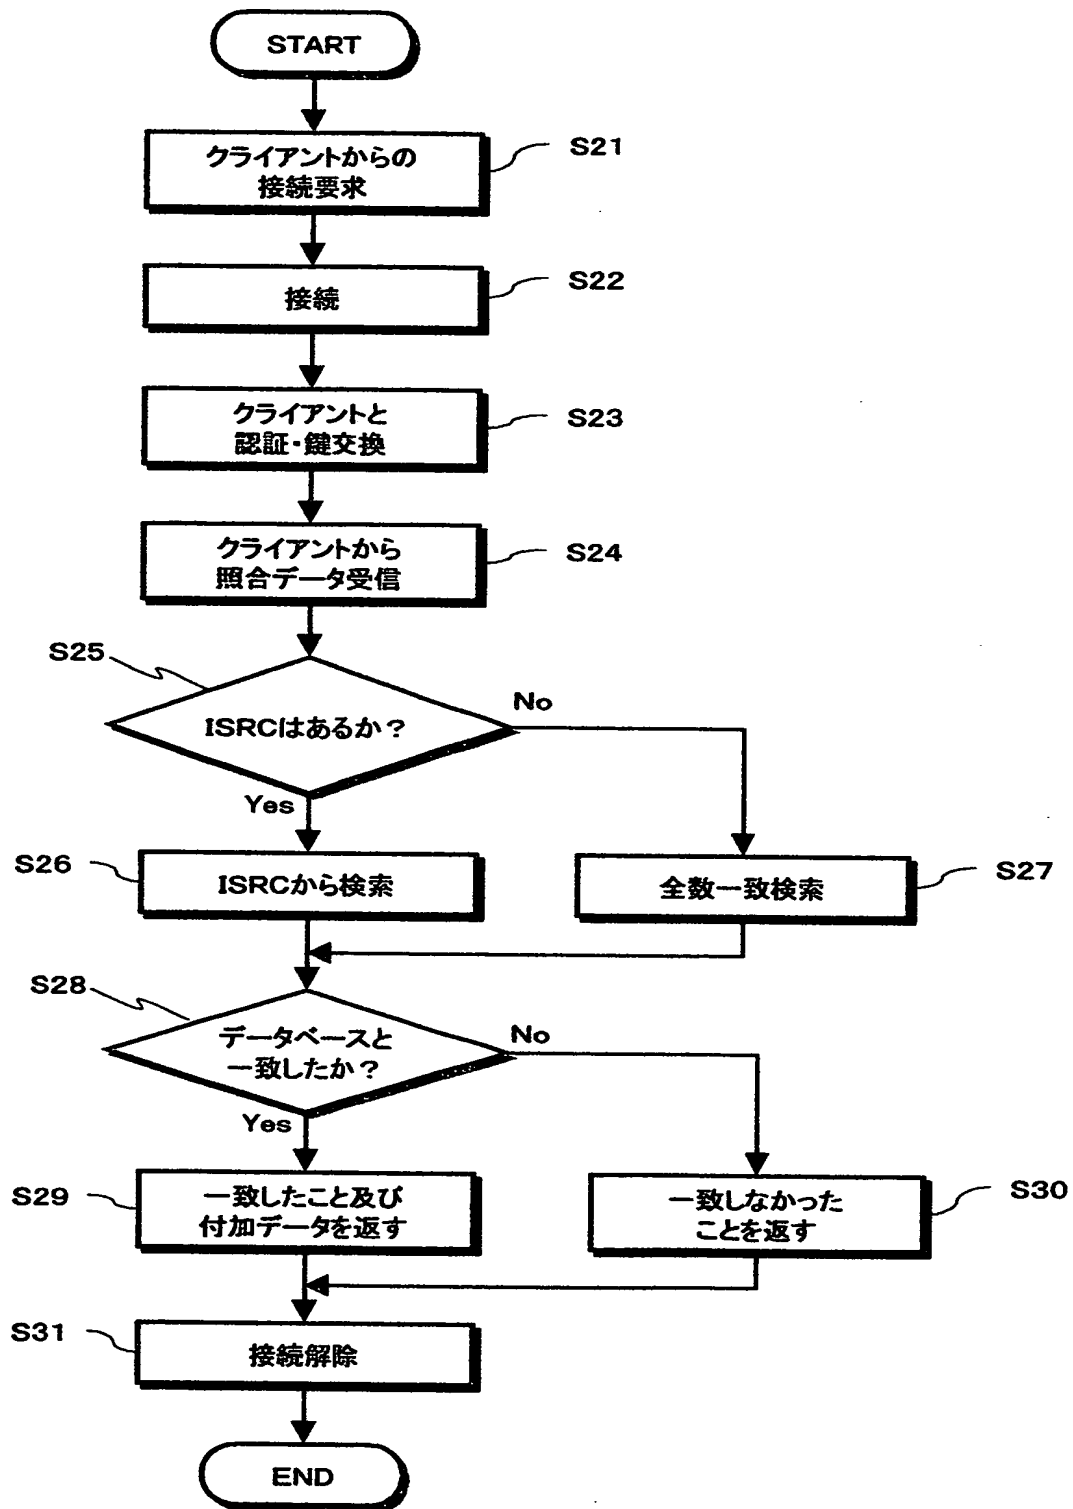 START
クライアントからの
接続要求
S21
接続
S22
クライアントと
認証・鍵交換
S23
クライアントから
照合データ受信
S24
S25
ISRCはあるか?
No
Yes
S26
ISRCから検索
全数一致検索
S27
S28
データベースと
一致したか?
No
Yes
S29
一致したこと及び
付加データを返す
一致しなかった
ことを返す
S30
S31
接続解除
END